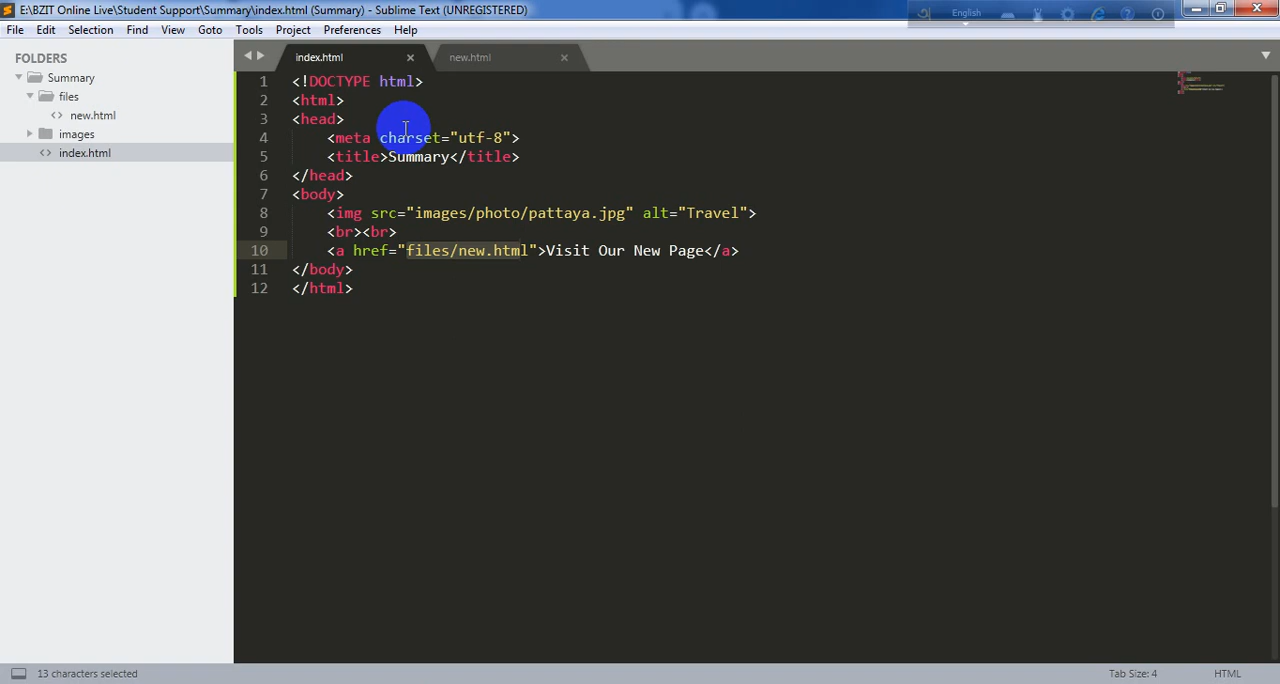 E:\BZIT Online Live\Student Support\Summary\index.html (Summary) - Sublime Text (UNREGISTERED)
English
File Edit Selection Find View Goto Tools Project Preferences Help
FOLDERS
Summary
files
new.html
images
index.html
index.html new.html
1 <!DOCTYPE html>
2 <html>
3 <head>
4 <meta charset="utf-8">
5 <title>Summary</title>
6 </head>
7 <body>
8 <img src="images/photo/pattaya.jpg" alt="Travel">
9 <br><br>
10 <a href="files/new.html">Visit Our New Page</a>
11 </body>
12 </html>
13 characters selected Tab Size: 4 HTML